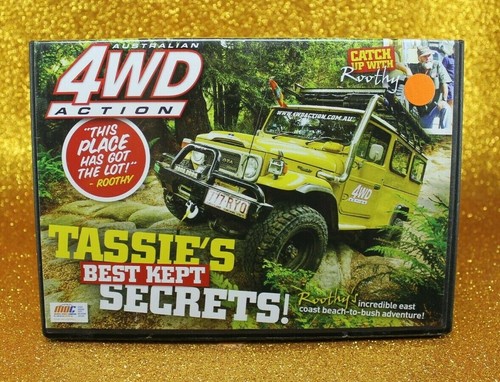 AUSTRALIAN
4WD
ACTION
CATCH
UP WITH
Roothy
"THIS
PLACE
HAS GOT
THE LOT!"
- ROOTHY
WWW.4WDACTION.COM.AU
4WD
ACTION
TASSIE'S
BEST KEPT
SECRETS!
Roothy's incredible east
coast beach-to-bush adventure!